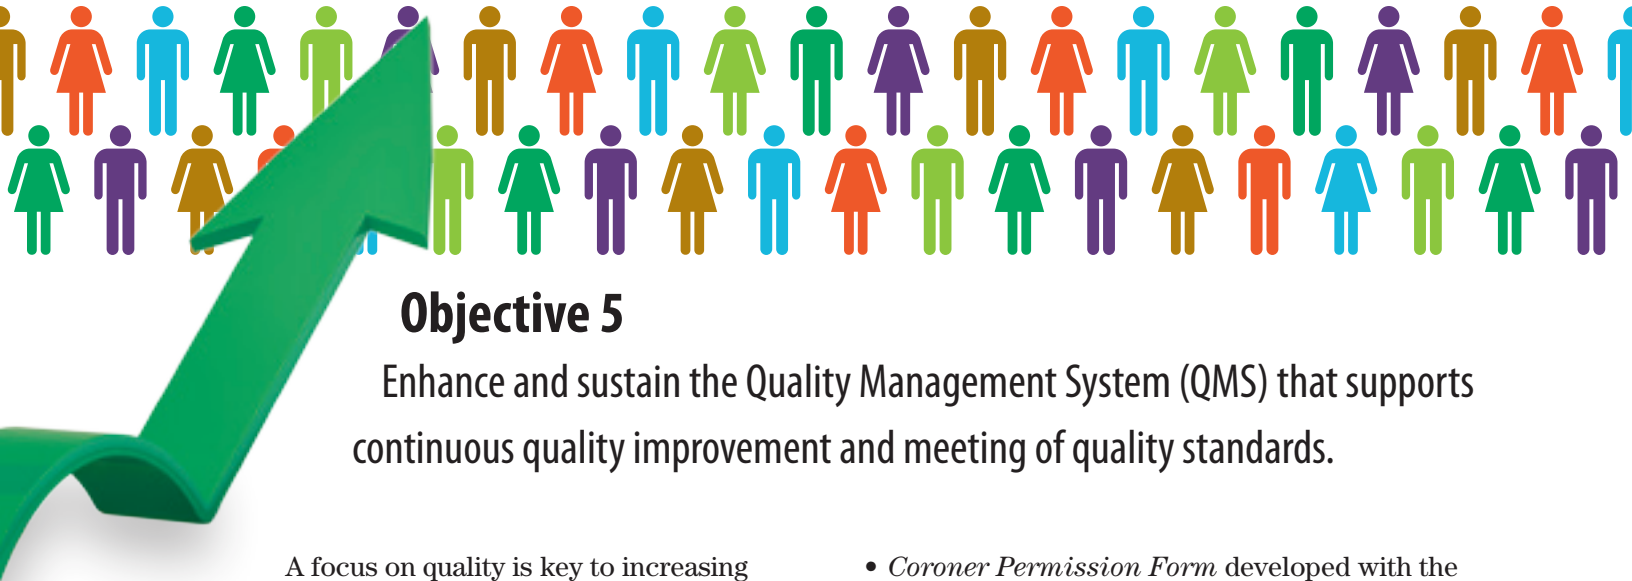 Objective 5
Enhance and sustain the Quality Management System (QMS) that supports
continuous quality improvement and meeting of quality standards.
A focus on quality is key to increasing
• Coroner Permission Form developed with the